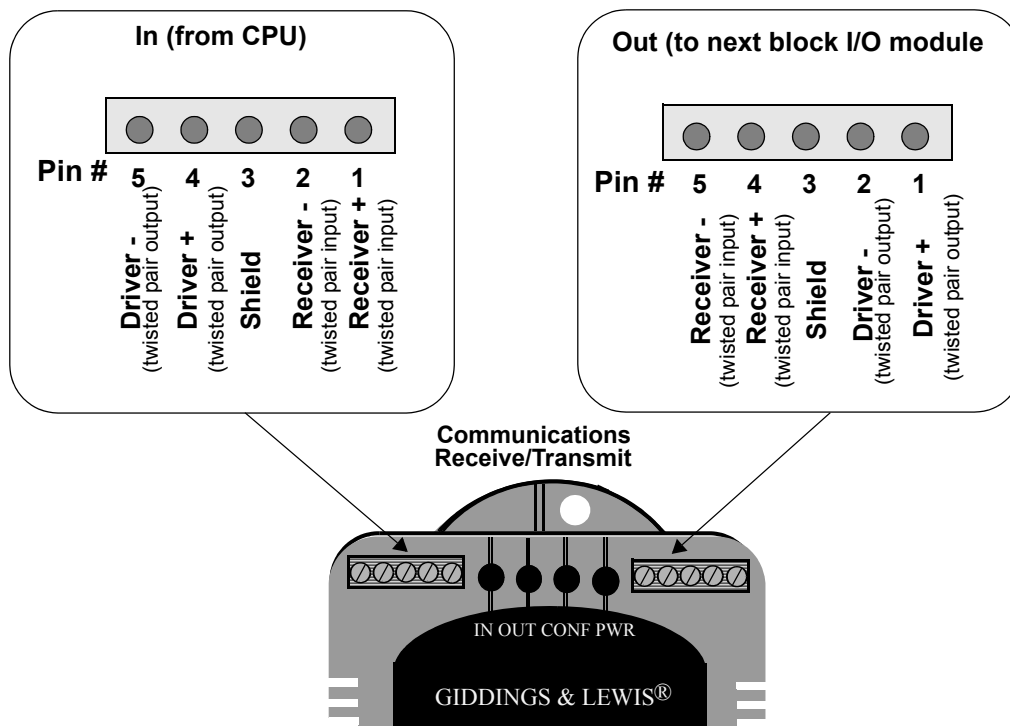 In (from CPU)
Pin #
5 4 3 2 1
Driver -
(twisted pair output)
Driver +
(twisted pair output)
Shield
Receiver -
(twisted pair input)
Receiver +
(twisted pair input)
Out (to next block I/O module
Pin #
5 4 3 2 1
Receiver -
(twisted pair input)
Receiver +
(twisted pair input)
Shield
Driver -
(twisted pair output)
Driver +
(twisted pair output)
Communications
Receive/Transmit
IN OUT CONF PWR
GIDDINGS & LEWIS®